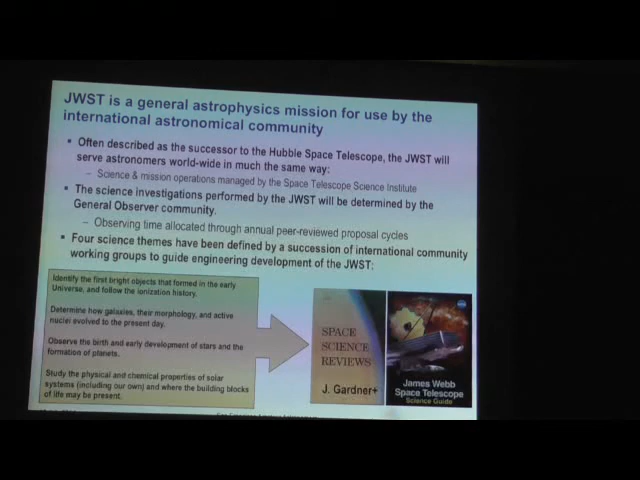 JWST is a general astrophysics mission for use by the
international astronomical community
• Often described as the successor to the Hubble Space Telescope, the JWST will
serve astronomers world-wide in much the same way:
– Science & mission operations managed by the Space Telescope Science Institute
• The science investigations performed by the JWST will be determined by the
General Observer community.
– Observing time allocated through annual peer-reviewed proposal cycles
• Four science themes have been defined by a succession of international community
working groups to guide engineering development of the JWST:
Identify the first bright objects that formed in the early
Universe, and follow the ionization history.
Determine how galaxies, their morphology, and active
nuclei evolved to the present day.
Observe the birth and early development of stars and the
formation of planets.
Study the physical and chemical properties of solar
systems (including our own) and where the building blocks
of life may be present.
SPACE
SCIENCE
REVIEWS
J. Gardner+
James Webb
Space Telescope
Science Guide